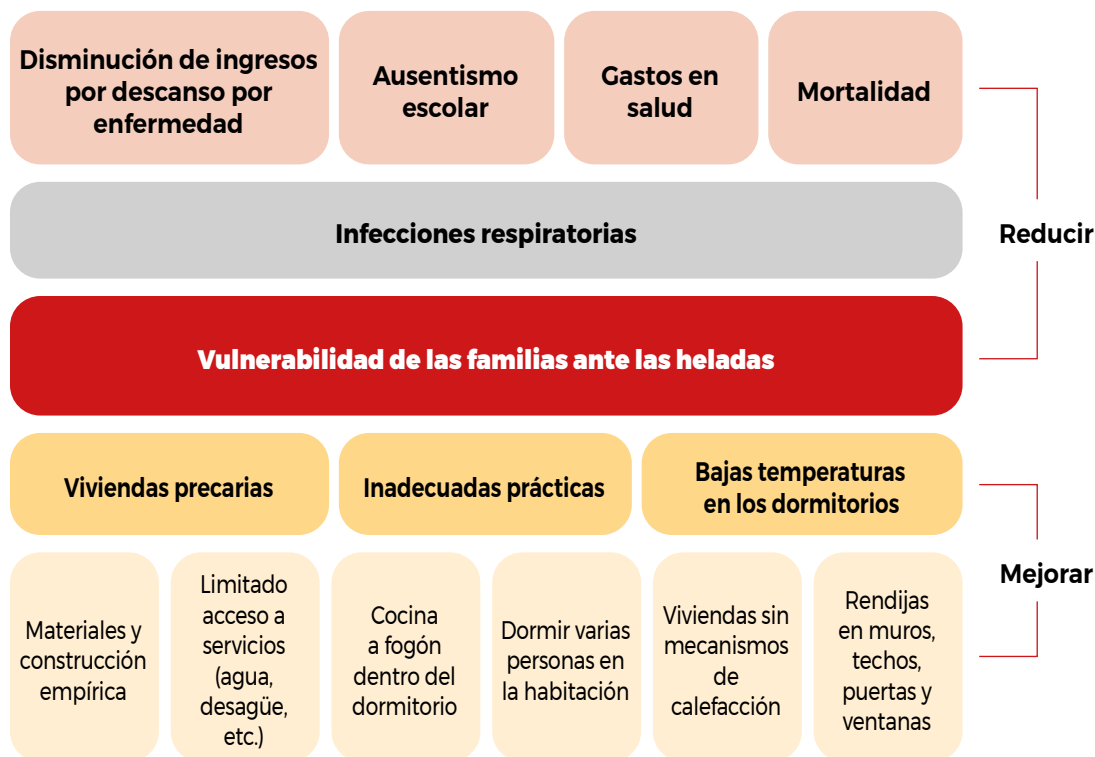 Disminución de ingresos
por descanso por
enfermedad
Ausentismo
escolar
Gastos en
salud
Mortalidad
Infecciones respiratorias
Reducir
Vulnerabilidad de las familias ante las heladas
Viviendas precarias
Inadecuadas prácticas
Bajas temperaturas
en los dormitorios
Mejorar
Materiales y
construcción
empírica
Limitado
acceso a
servicios
(agua,
desagüe,
etc.)
Cocina
a fogón
dentro del
dormitorio
Dormir varias
personas en
la habitación
Viviendas sin
mecanismos
de
calefacción
Rendijas
en muros,
techos,
puertas y
ventanas